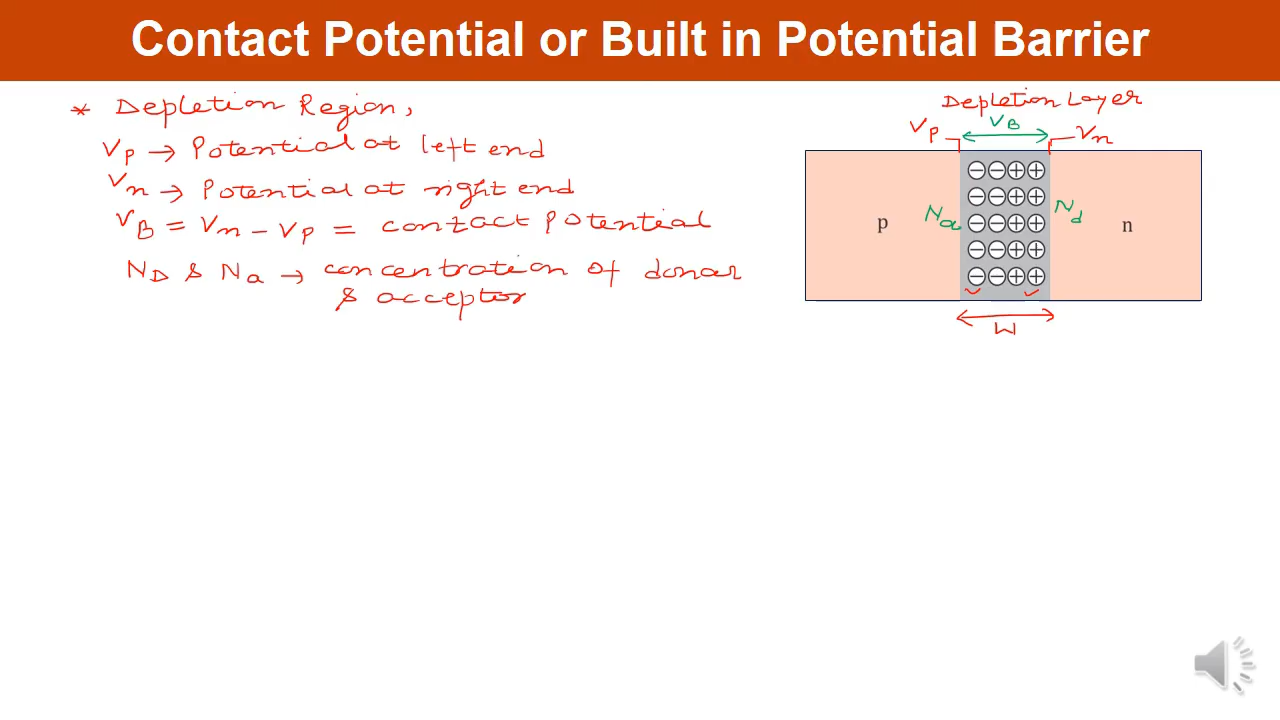 Contact Potential or Built in Potential Barrier
* Depletion Region,
Vp → Potential at left end
Vn → Potential at right end
VB = Vn - Vp = contact potential
ND & Na → concentration of donar
& acceptor
Depletion Layer
Vp VB Vn
p Na Nd n
W